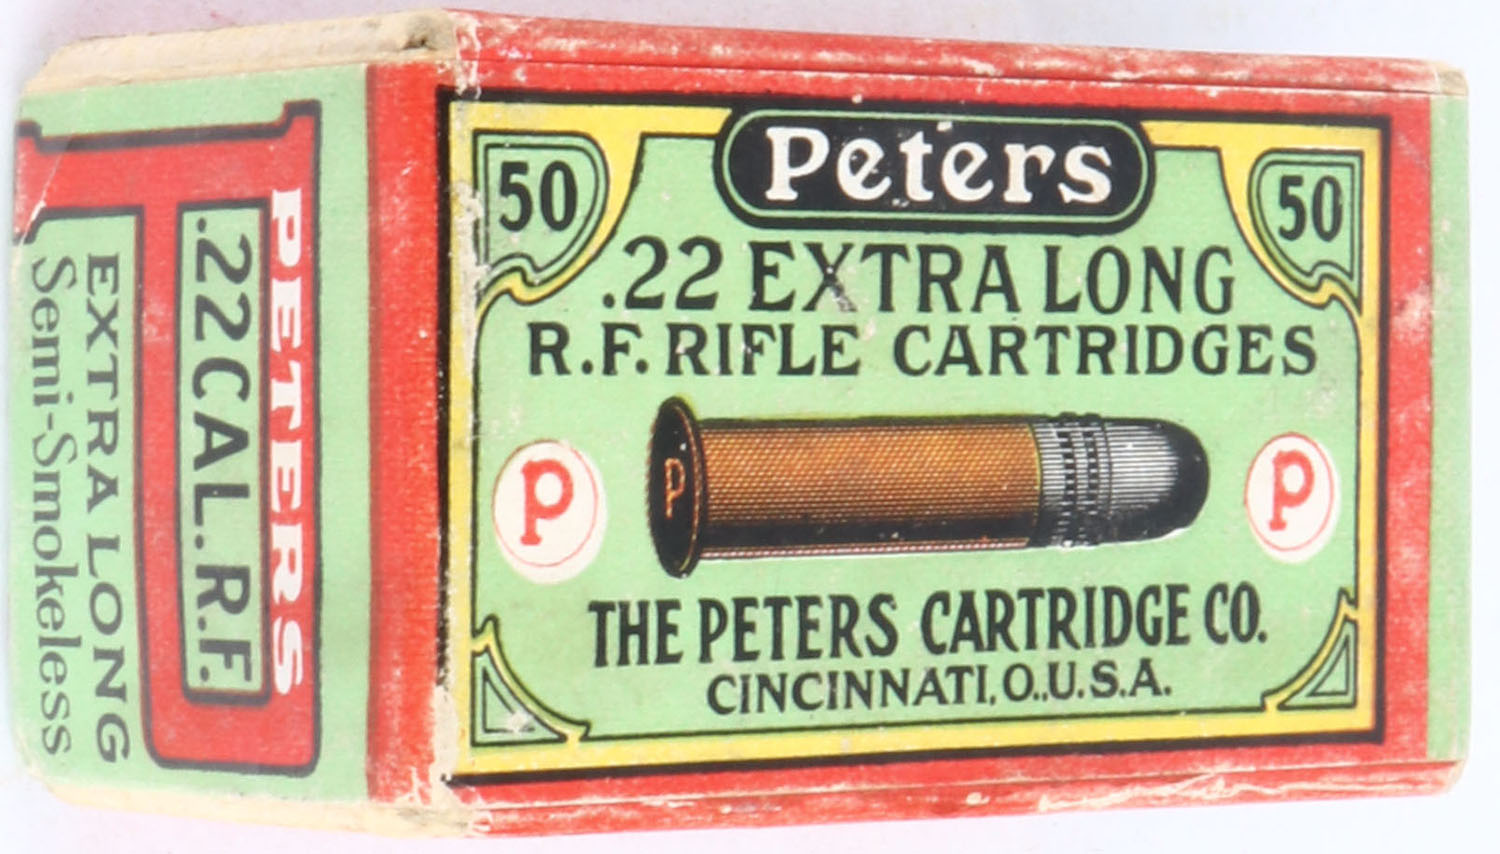 Peters
50
50
.22 EXTRA LONG
R.F. RIFLE CARTRIDGES
P
P
P
THE PETERS CARTRIDGE CO.
CINCINNATI, O., U.S.A.
PETERS
.22 CAL. R.F.
EXTRA LONG
Semi-Smokeless